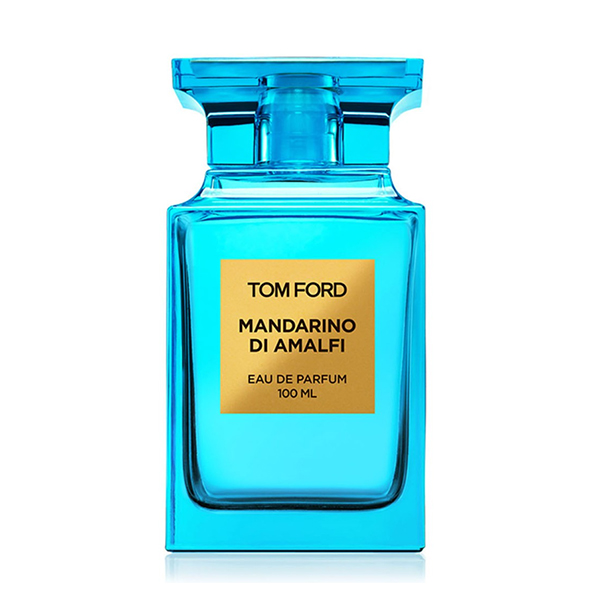 TOM FORD
MANDARINO
DI AMALFI
EAU DE PARFUM
100 ML